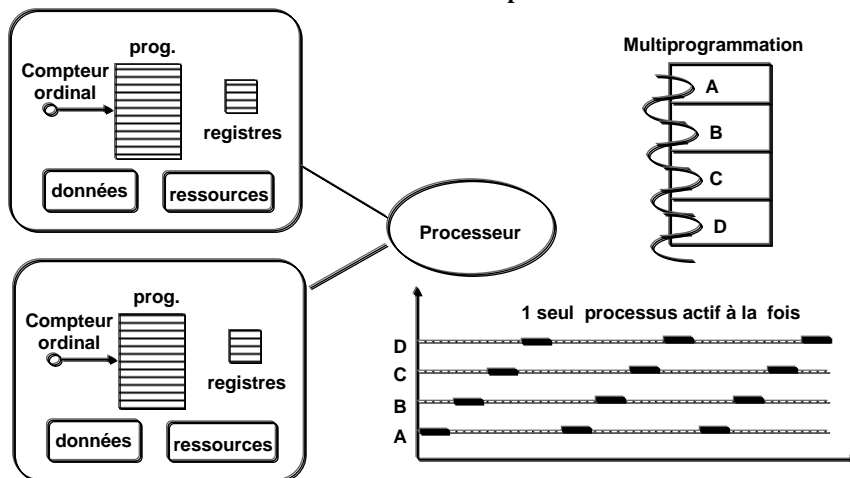 prog.
Compteur
ordinal
registres
données
ressources
prog.
Compteur
ordinal
registres
données
ressources
Processeur
Multiprogrammation
A
B
C
D
1 seul processus actif à la fois
D
C
B
A